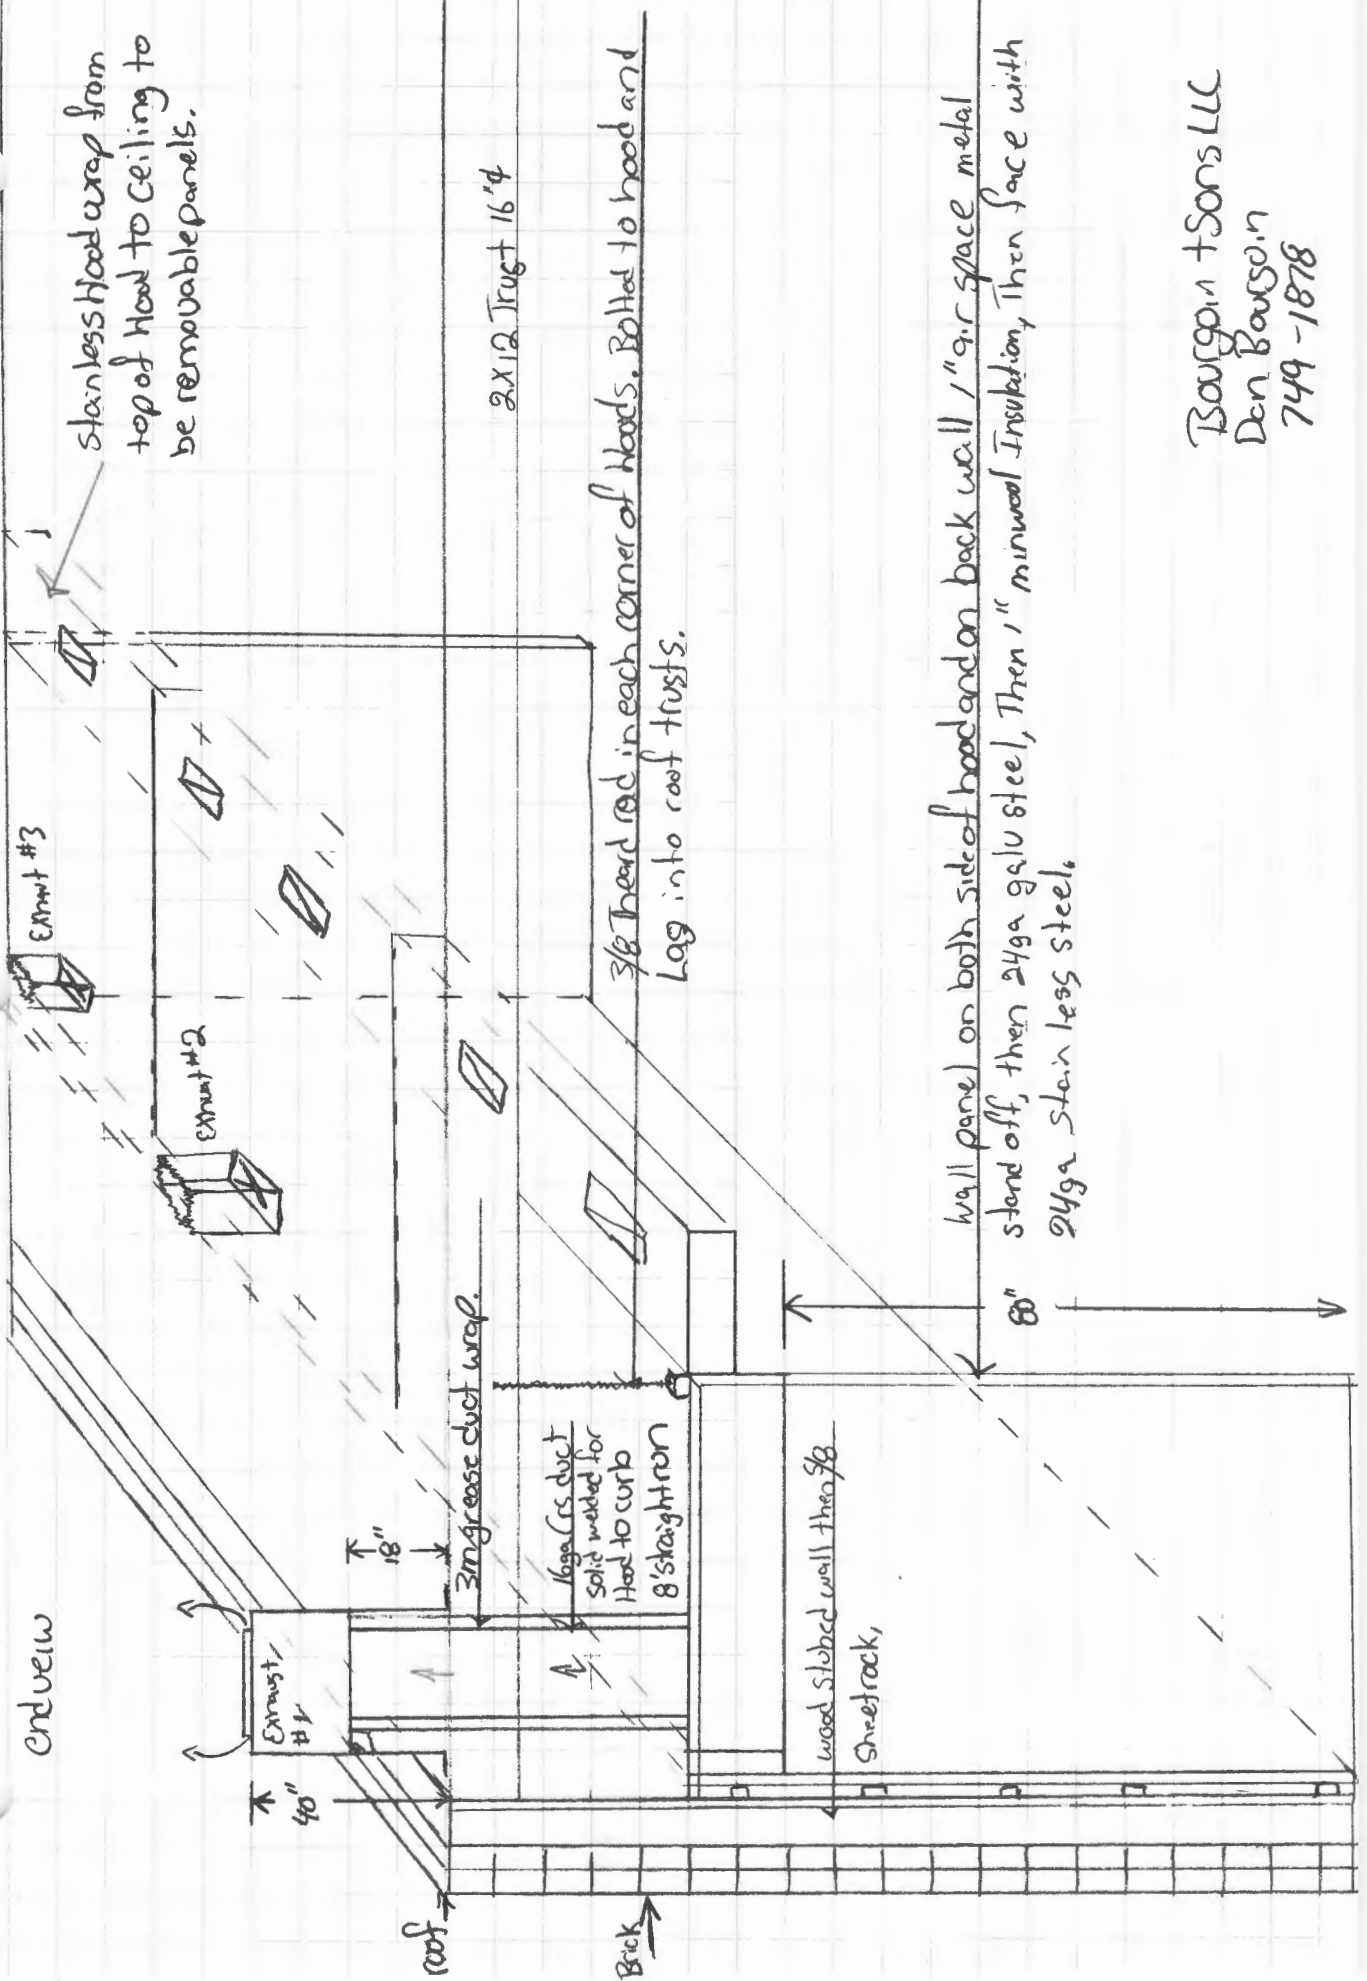 End veiw
Stainless Hood wrap from
top of Hood to ceiling to
be removable panels.
Exhaust #3
Exhaust #2
Exhaust
#1
40"
18"
roof
Brick
3m grease duct wrap.
2x12 Trust 16"
16ga crs duct
solid welded for
Hood to curb
8' straight run
3/8 Theard rod in each corner of Hoods. Bolted to hood and
Lag into roof trusts.
wood studed wall then 5/8
Sheetrock,
80"
Wall panel on both side of hood and on back wall 1" air space metal
stand off, then 24ga galv steel, Then 1" minwool Insulation, Then face with
24ga Stain less steel.
Bourgoin + Sons LLC
Dan Bourgoin
749-1878